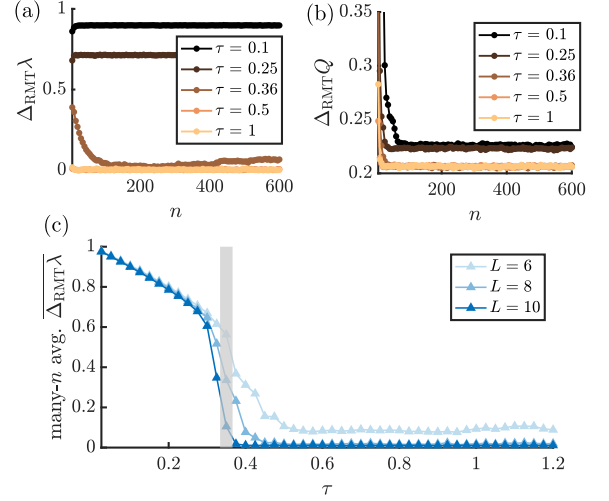 (a)
Δ_RMT λ
1
0.5
0
200
400
600
n
τ = 0.1
τ = 0.25
τ = 0.36
τ = 0.5
τ = 1
(b)
Δ_RMT Q
0.35
0.3
0.25
0.2
200
400
600
n
τ = 0.1
τ = 0.25
τ = 0.36
τ = 0.5
τ = 1
(c)
many-n avg. Δ_RMT λ
1
0.8
0.6
0.4
0.2
0
0.2
0.4
0.6
0.8
1
1.2
τ
L = 6
L = 8
L = 10